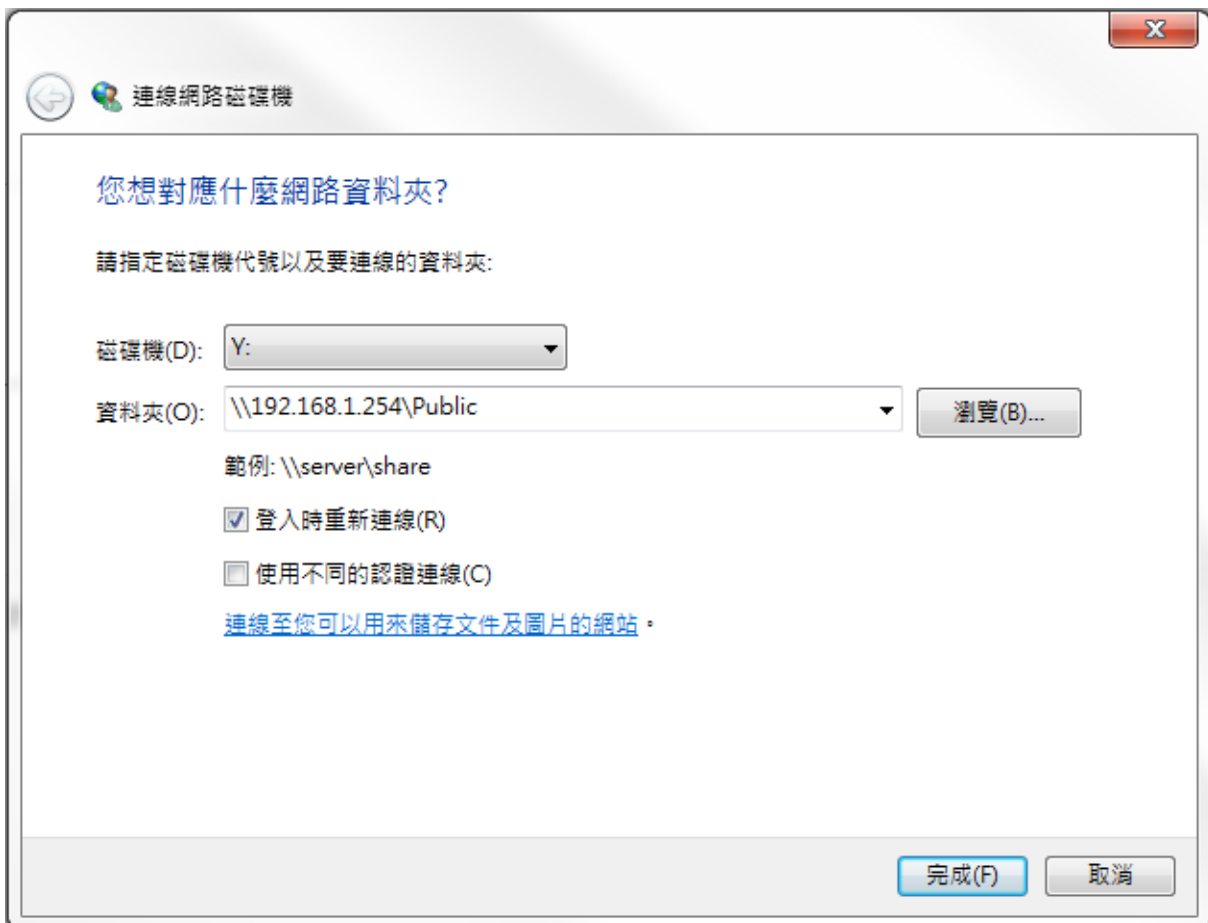 連線網路磁碟機
您想對應什麼網路資料夾?
請指定磁碟機代號以及要連線的資料夾:
磁碟機(D): Y:
資料夾(O): \\192.168.1.254\Public 瀏覽(B)...
範例: \\server\share
登入時重新連線(R)
使用不同的認證連線(C)
連線至您可以用來儲存文件及圖片的網站。
完成(F) 取消